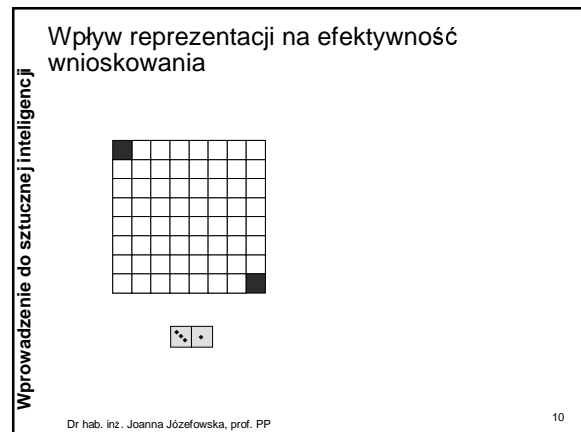 Wpływ reprezentacji na efektywność
wnioskowania
Wprowadzenie do sztucznej inteligencji
Dr hab. inż. Joanna Józefowska, prof. PP
10